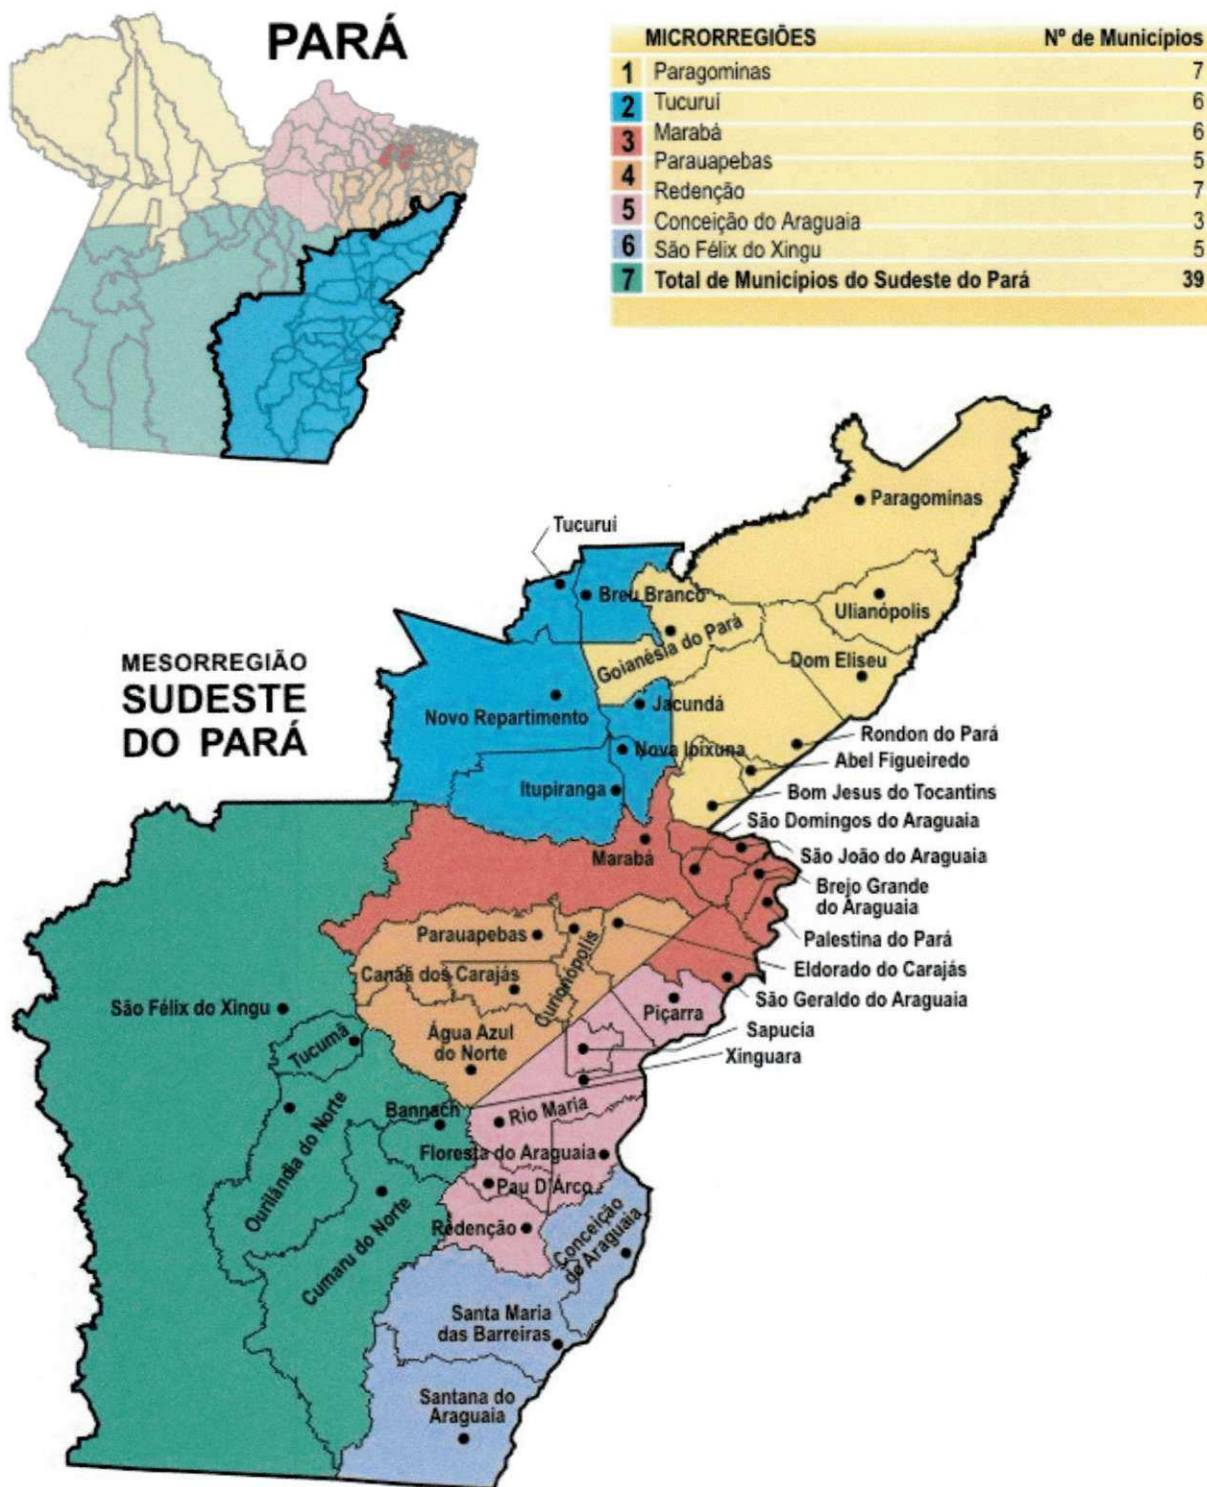 PARÁ
MICRORREGIÕES Nº de Municípios
1 Paragominas 7
2 Tucuruí 6
3 Marabá 6
4 Parauapebas 5
5 Redenção 7
6 Conceição do Araguaia 3
7 São Félix do Xingu 5
Total de Municípios do Sudeste do Pará 39
MESORREGIÃO
SUDESTE
DO PARÁ
Paragominas
Tucuruí
Breu Branco
Ulianópolis
Goianésia do Pará
Dom Eliseu
Jacundá
Novo Repartimento
Rondon do Pará
Nova Ipixuna
Abel Figueiredo
Itupiranga
Bom Jesus do Tocantins
São Domingos do Araguaia
Marabá
São João do Araguaia
Brejo Grande
do Araguaia
Parauapebas
Palestina do Pará
Curionópolis
Eldorado do Carajás
Canaã dos Carajás
São Geraldo do Araguaia
São Félix do Xingu
Piçarra
Água Azul
do Norte
Sapucia
Tucumã
Xinguara
Bannach
Rio Maria
Ourilândia do Norte
Floresta do Araguaia
Pau D'Árco
Cumaru do Norte
Redenção
Conceição
do Araguaia
Santa Maria
das Barreiras
Santana do
Araguaia